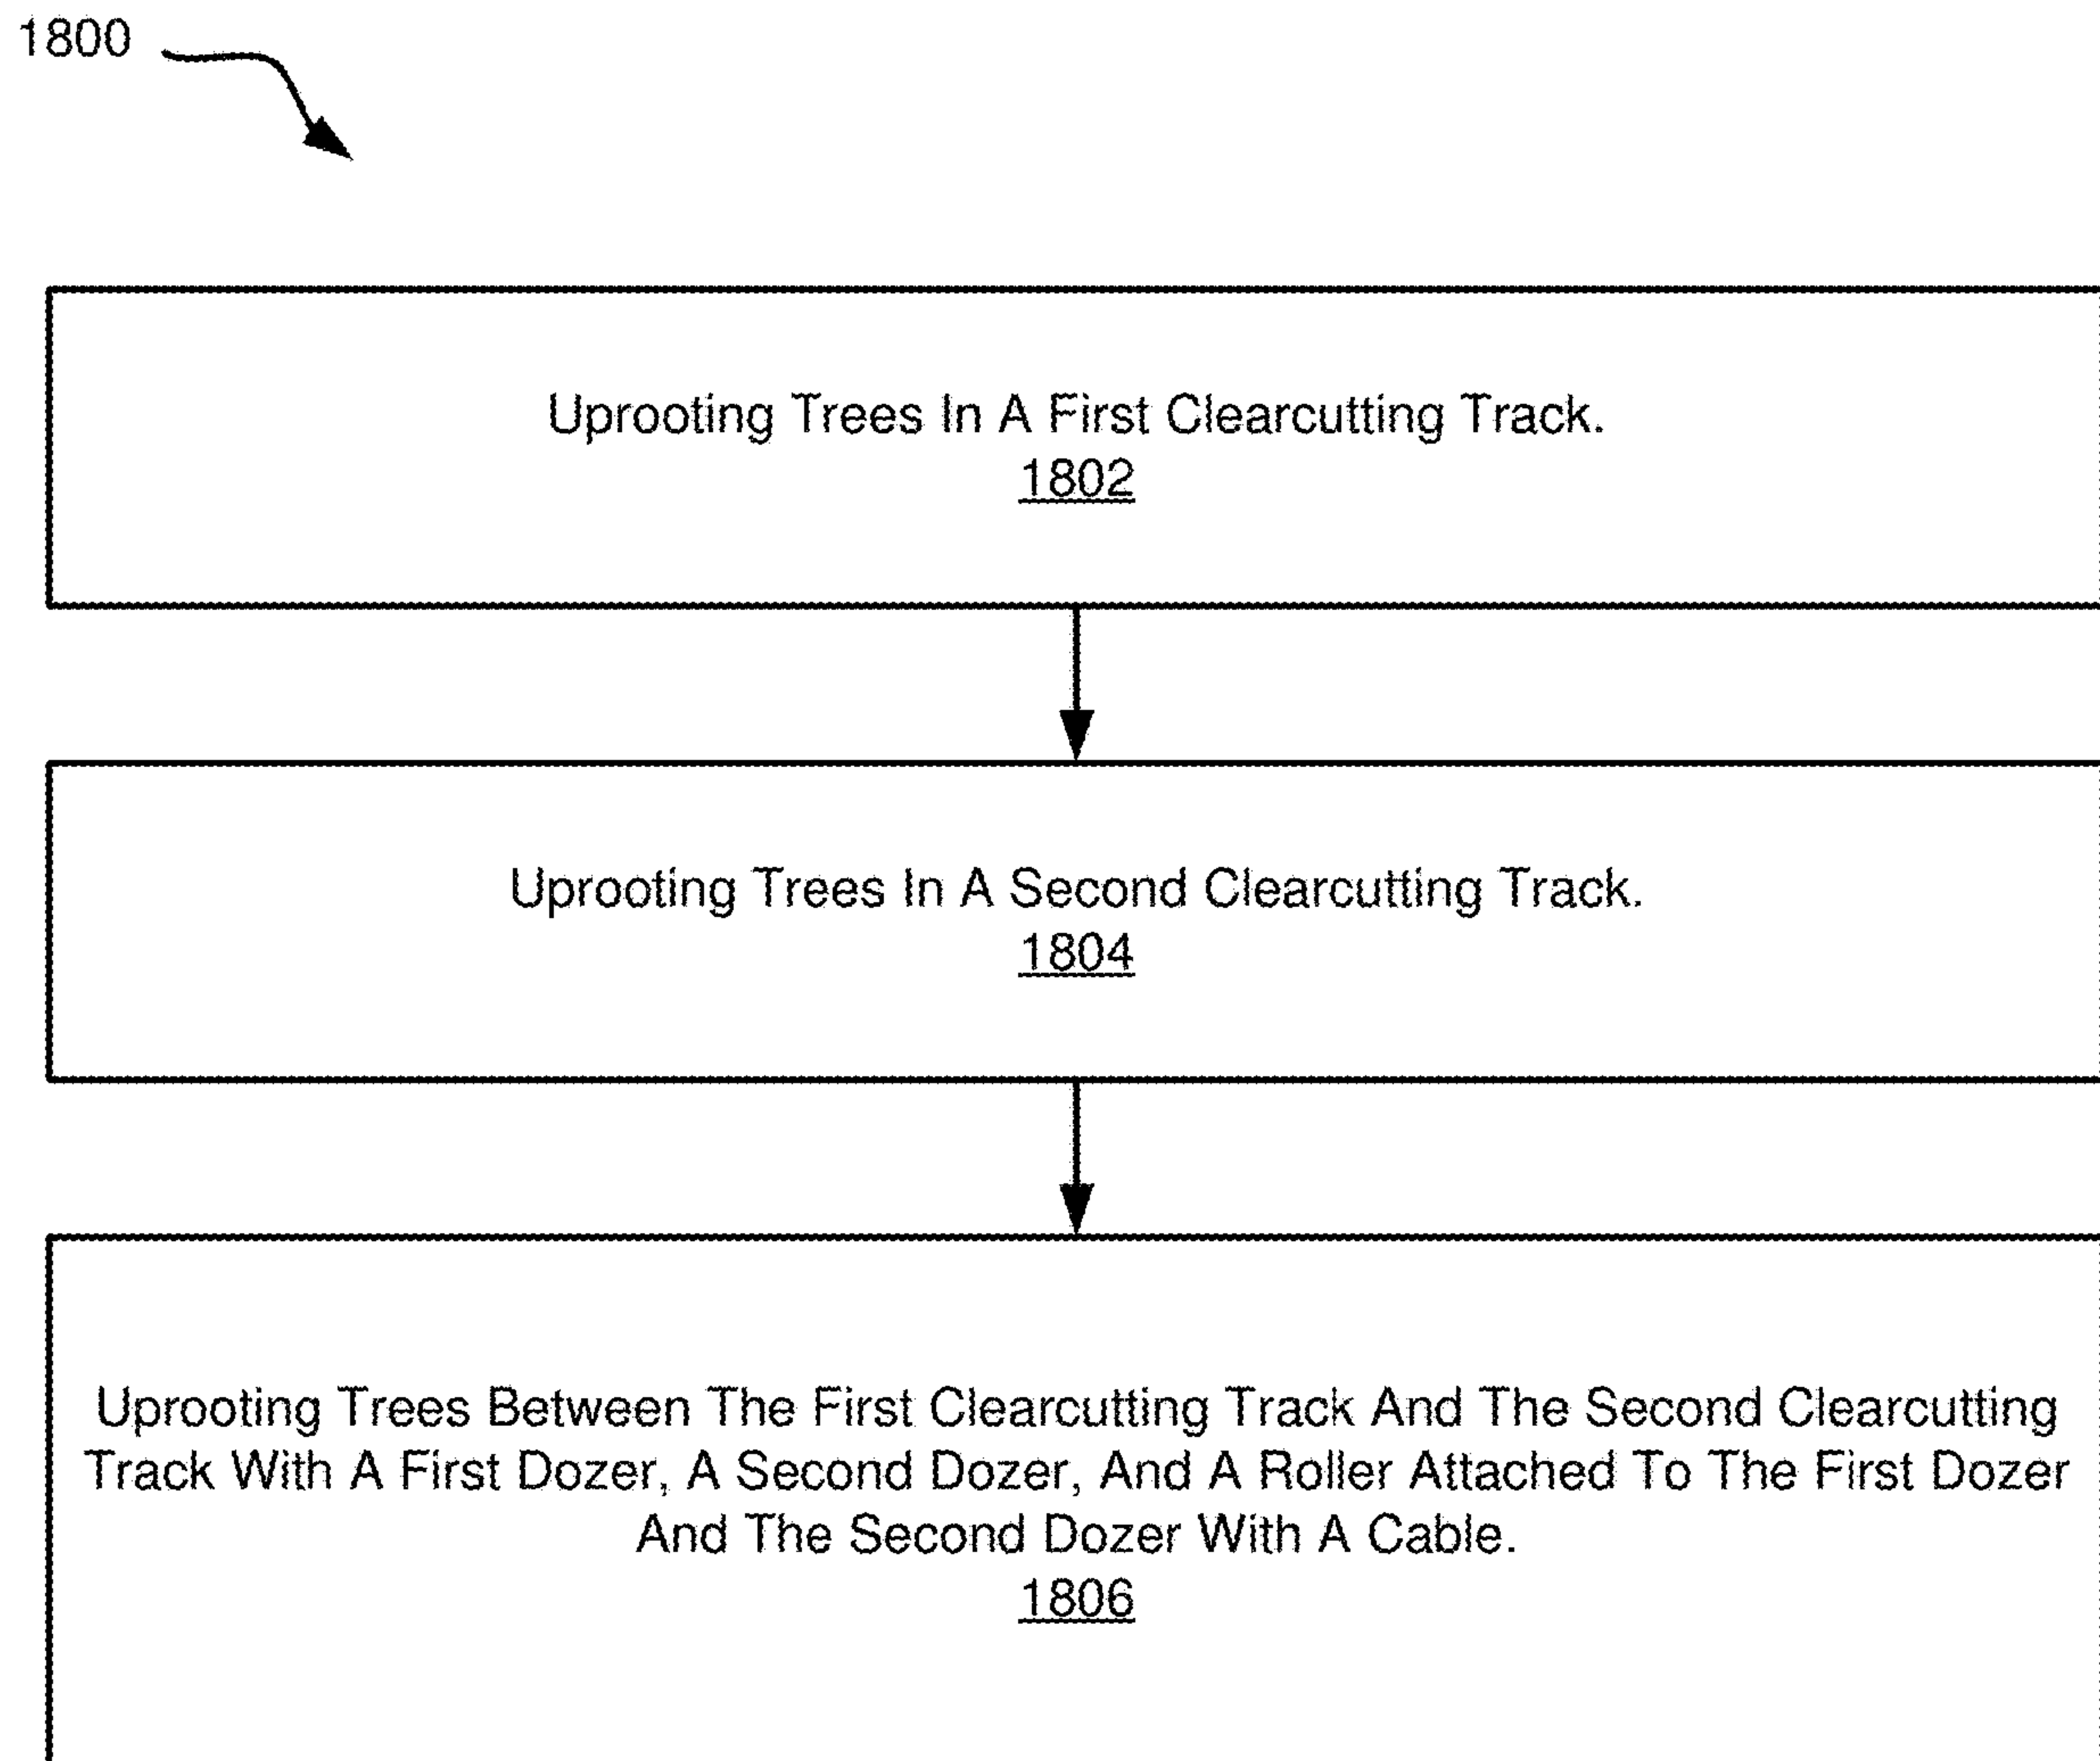 1800
Uprooting Trees In A First Clearcutting Track.
1802
Uprooting Trees In A Second Clearcutting Track.
1804
Uprooting Trees Between The First Clearcutting Track And The Second Clearcutting
Track With A First Dozer, A Second Dozer, And A Roller Attached To The First Dozer
And The Second Dozer With A Cable.
1806